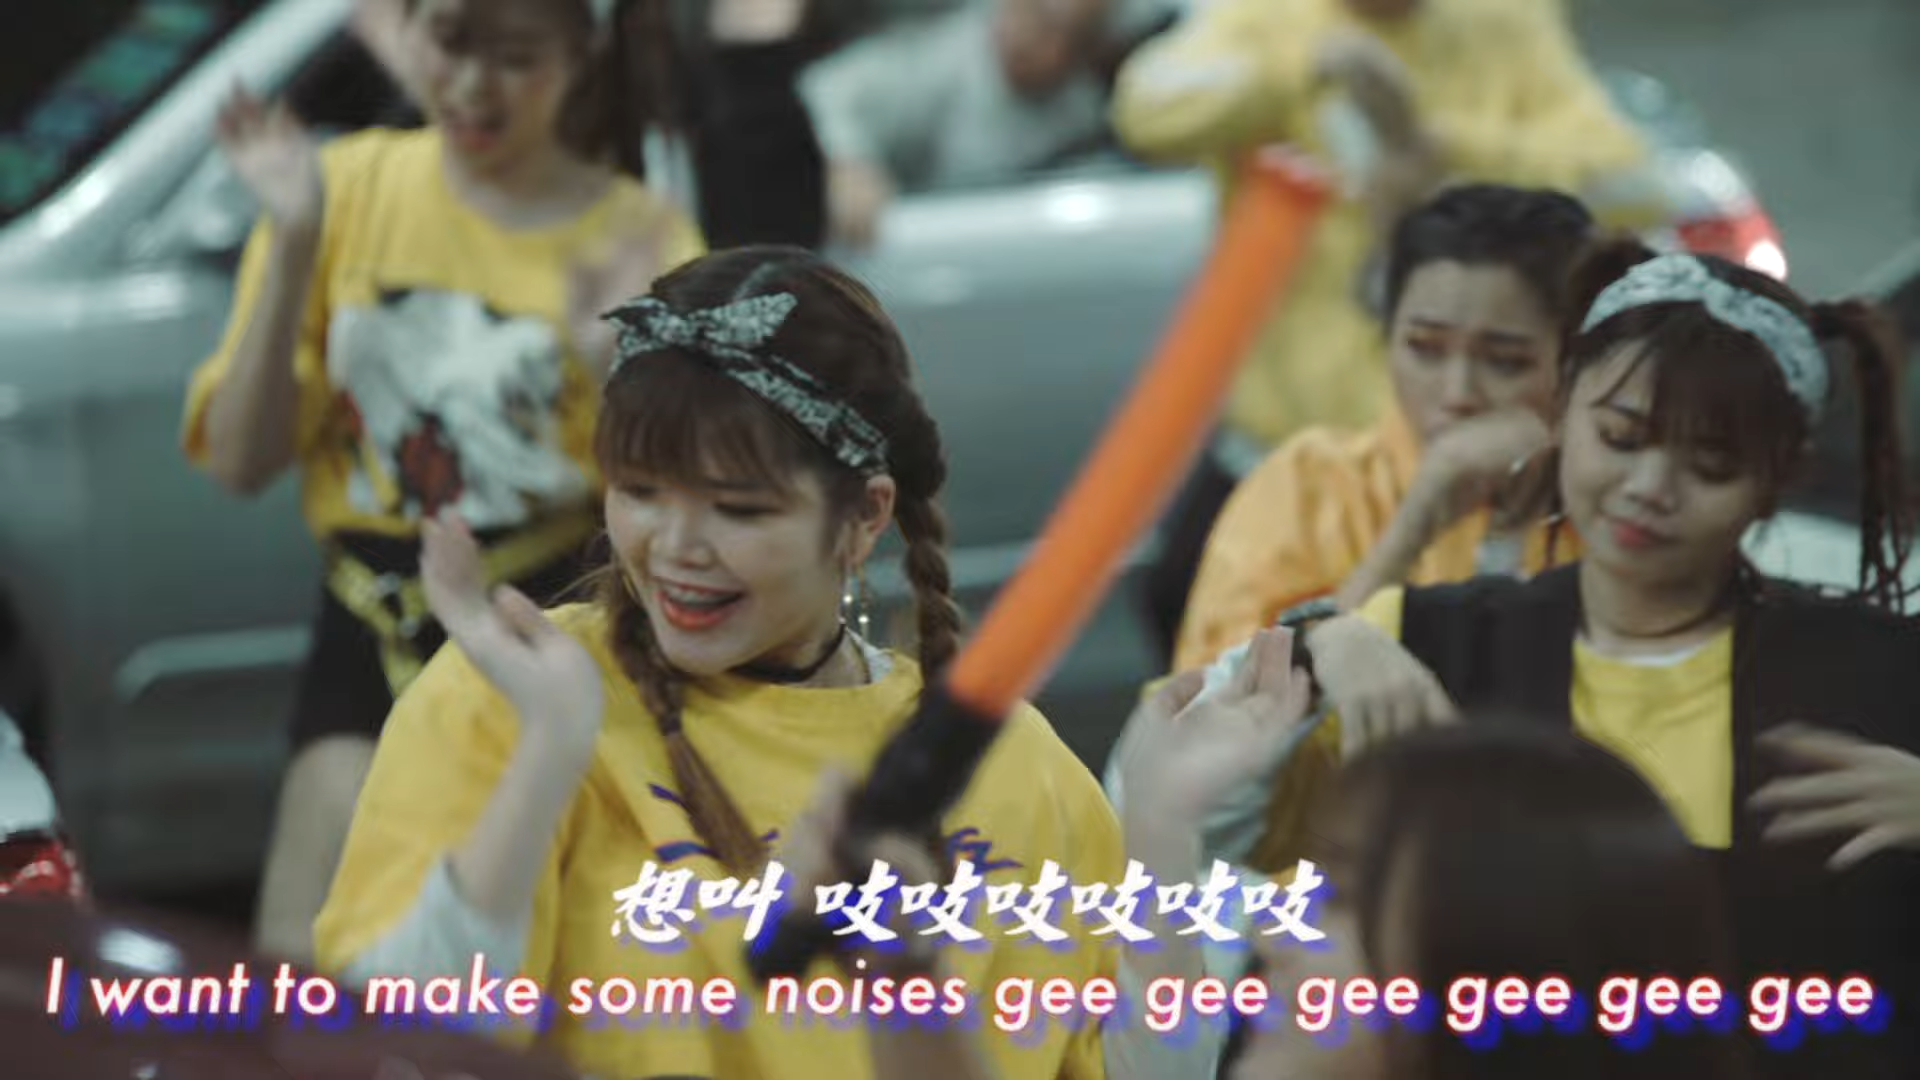 想叫 吱吱吱吱吱吱
I want to make some noises gee gee gee gee gee gee